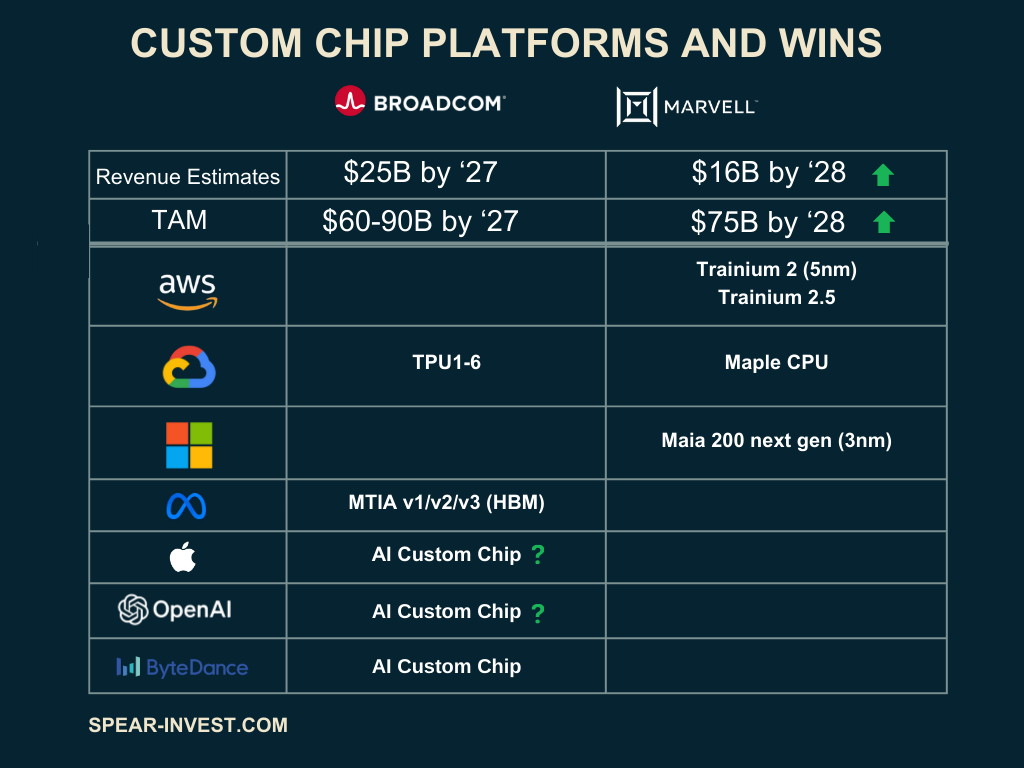 CUSTOM CHIP PLATFORMS AND WINS
BROADCOM®
MARVELL™
Revenue Estimates
$25B by ‘27
$16B by ‘28
TAM
$60-90B by ‘27
$75B by ‘28
aws
Trainium 2 (5nm)
Trainium 2.5
TPU1-6
Maple CPU
Maia 200 next gen (3nm)
MTIA v1/v2/v3 (HBM)
AI Custom Chip ?
OpenAI
AI Custom Chip ?
ByteDance
AI Custom Chip
SPEAR-INVEST.COM